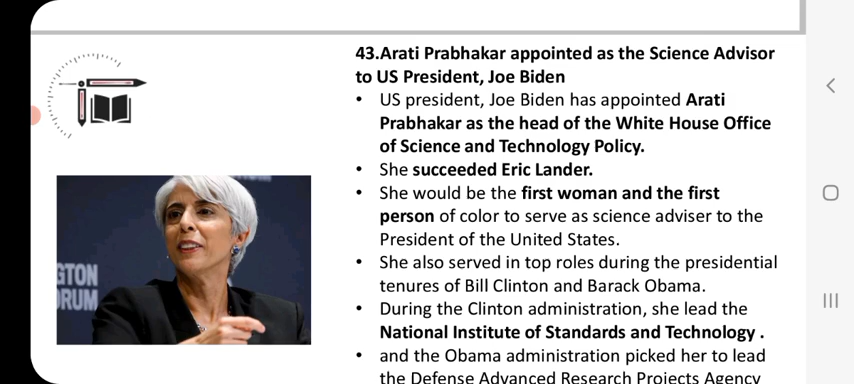 43.Arati Prabhakar appointed as the Science Advisor
to US President, Joe Biden
• US president, Joe Biden has appointed Arati
Prabhakar as the head of the White House Office
of Science and Technology Policy.
• She succeeded Eric Lander.
• She would be the first woman and the first
person of color to serve as science adviser to the
President of the United States.
• She also served in top roles during the presidential
tenures of Bill Clinton and Barack Obama.
• During the Clinton administration, she lead the
National Institute of Standards and Technology .
• and the Obama administration picked her to lead
the Defense Advanced Research Projects Agency
GTON
ORUM